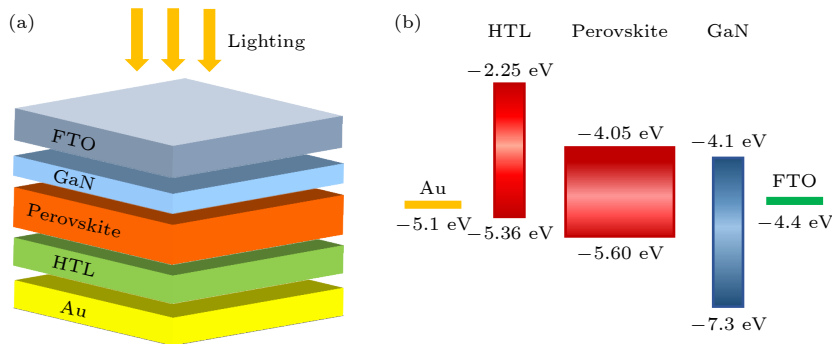 (a)
Lighting
FTO
GaN
Perovskite
HTL
Au
(b)
HTL Perovskite GaN
−2.25 eV
−4.05 eV
−4.1 eV
Au
FTO
−5.1 eV
−4.4 eV
−5.36 eV
−5.60 eV
−7.3 eV